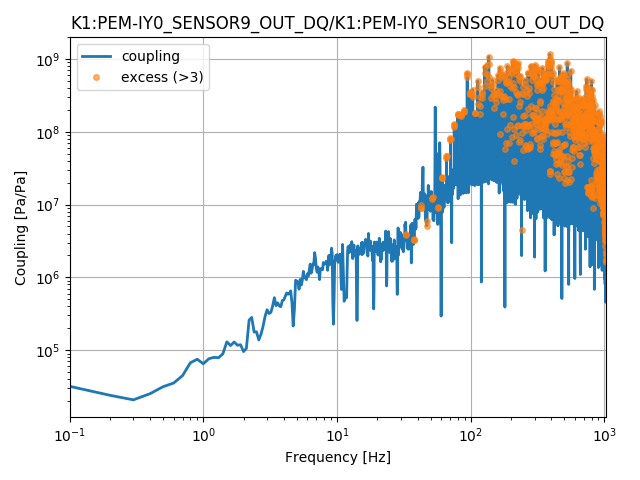 K1:PEM-IY0_SENSOR9_OUT_DQ/K1:PEM-IY0_SENSOR10_OUT_DQ
coupling
excess (>3)
Coupling [Pa/Pa]
10⁹
10⁸
10⁷
10⁶
10⁵
10⁻¹ 10⁰ 10¹ 10² 10³
Frequency [Hz]